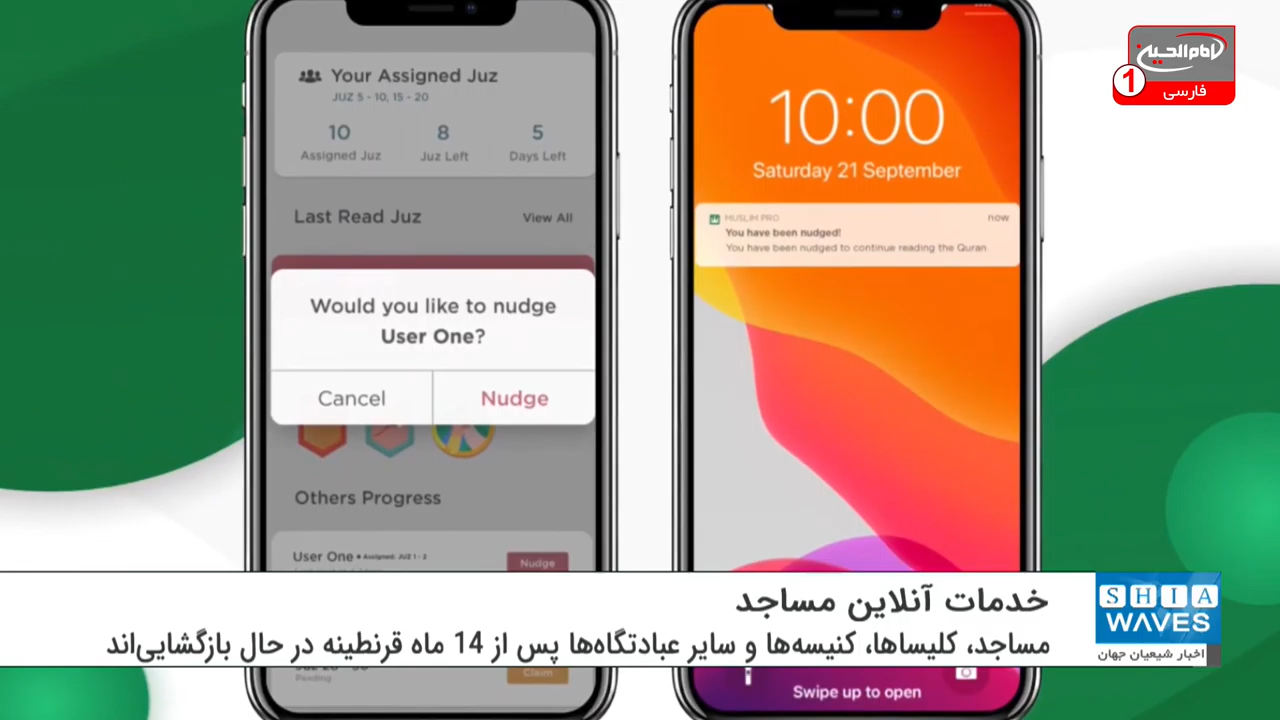 Your Assigned Juz
JUZ 5 - 10, 15 - 20
10
8
5
Assigned Juz
Juz Left
Days Left
Last Read Juz
View All
Would you like to nudge
User One?
Cancel
Nudge
Others Progress
User One • Assigned: JUZ 1 - 2
Nudge
Pending
Claim
10:00
Saturday 21 September
MUSLIM PRO
now
You have been nudged!
You have been nudged to continue reading the Quran
Swipe up to open
امام الحسین
1
فارسی
خدمات آنلاین مساجد
مساجد، کلیساها، کنیسه‌ها و سایر عبادتگاه‌ها پس از 14 ماه قرنطینه در حال بازگشایی‌اند
SHIA
WAVES
اخبار شیعیان جهان